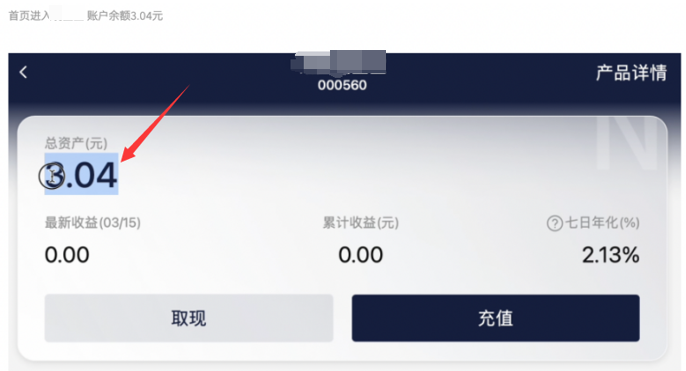 首页进入 账户余额3.04元
产品详情
000560
总资产(元)
3.04
最新收益(03/15) 累计收益(元) ?七日年化(%)
0.00 0.00 2.13%
取现 充值